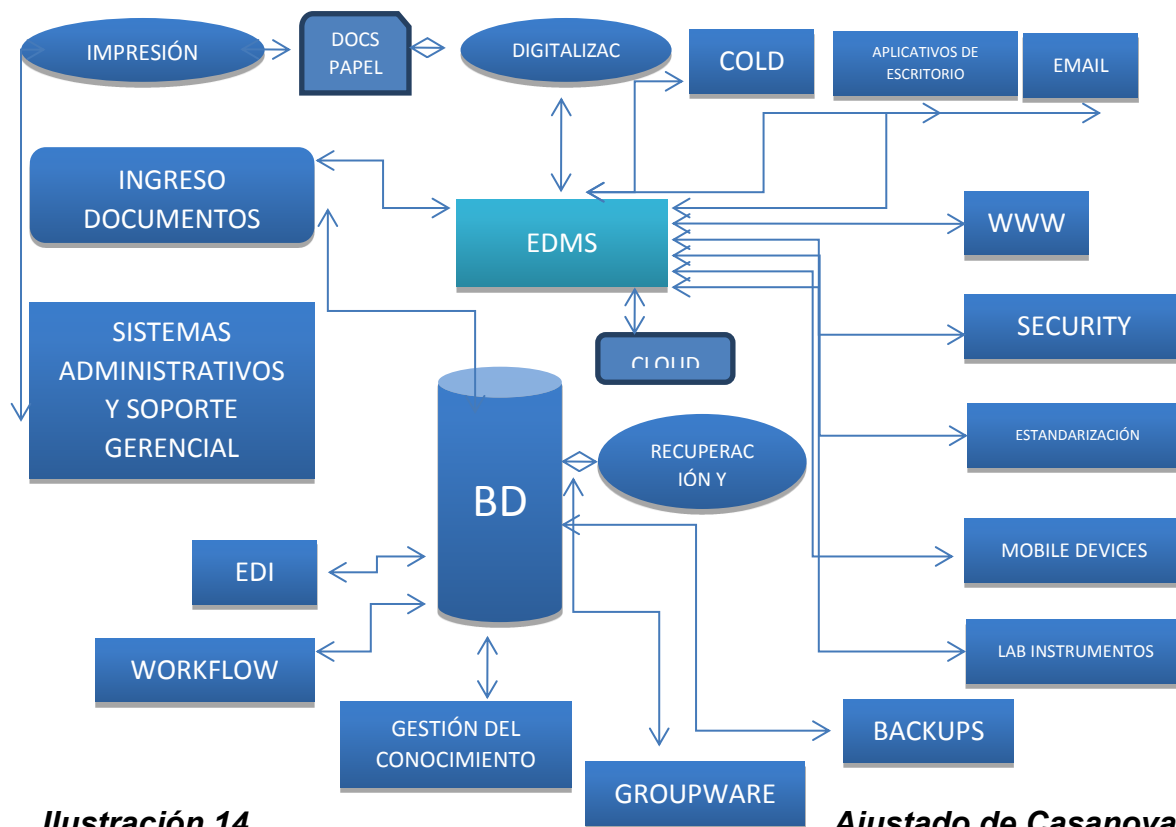 IMPRESIÓN
DOCS
PAPEL
DIGITALIZAC
COLD
APLICATIVOS DE
ESCRITORIO
EMAIL
INGRESO
DOCUMENTOS
EDMS
WWW
SISTEMAS
ADMINISTRATIVOS
Y SOPORTE
GERENCIAL
CLOUD
SECURITY
BD
RECUPERAC
IÓN Y
ESTANDARIZACIÓN
EDI
MOBILE DEVICES
WORKFLOW
LAB INSTRUMENTOS
GESTIÓN DEL
CONOCIMIENTO
BACKUPS
GROUPWARE
Ilustración 14
Ajustado de Casanova